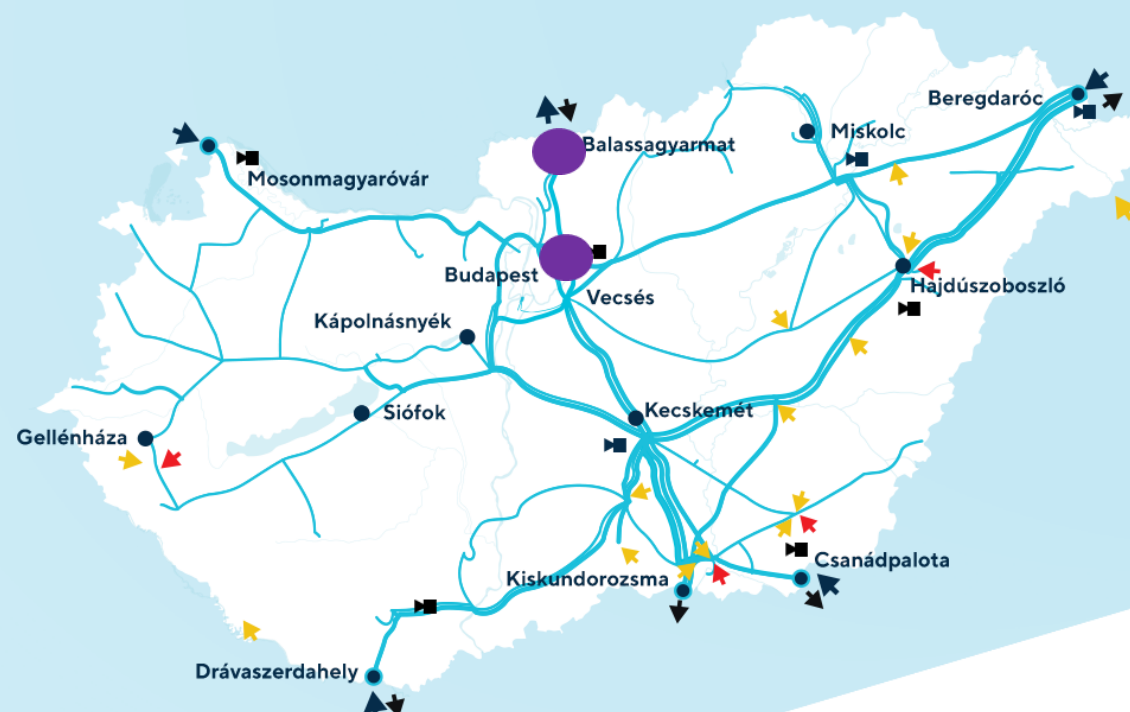 Beregdaróc
Miskolc
Balassagyarmat
Mosonmagyaróvár
Budapest
Hajdúszoboszló
Vecsés
Kápolnásnyék
Siófok
Kecskemét
Gellénháza
Csanádpalota
Kiskundorozsma
Drávaszerdahely